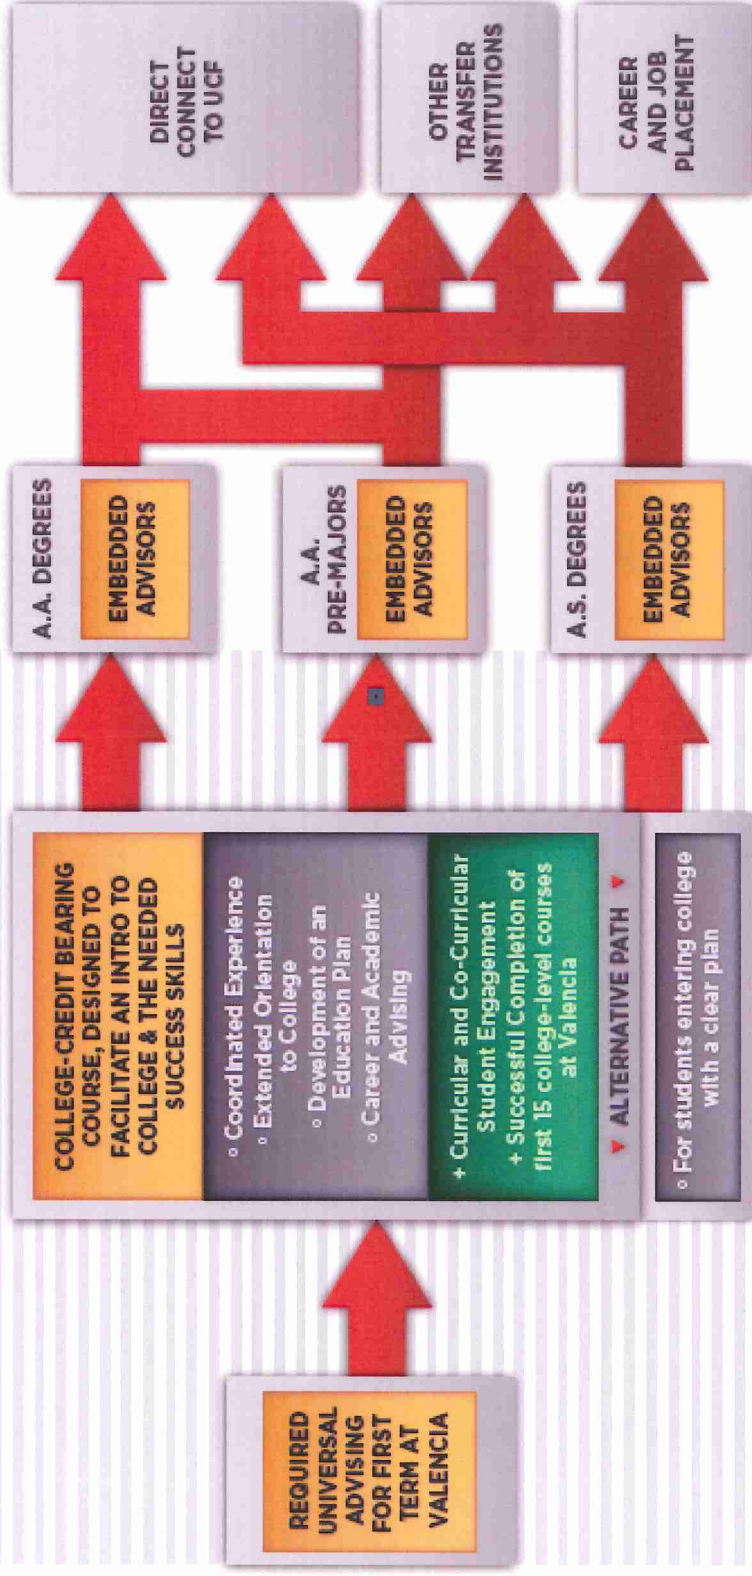 REQUIRED
UNIVERSAL
ADVISING
FOR FIRST
TERM AT
VALENCIA
COLLEGE-CREDIT BEARING
COURSE, DESIGNED TO
FACILITATE AN INTRO TO
COLLEGE & THE NEEDED
SUCCESS SKILLS
° Coordinated Experience
° Extended Orientation
to College
° Development of an
Education Plan
° Career and Academic
Advising
+ Curricular and Co-Curricular
Student Engagement
+ Successful Completion of
first 15 college-level courses
at Valencia
▼ ALTERNATIVE PATH ▼
° For students entering college
with a clear plan
A.A. DEGREES
EMBEDDED
ADVISORS
A.A.
PRE-MAJORS
EMBEDDED
ADVISORS
A.S. DEGREES
EMBEDDED
ADVISORS
DIRECT
CONNECT
TO UCF
OTHER
TRANSFER
INSTITUTIONS
CAREER
AND JOB
PLACEMENT